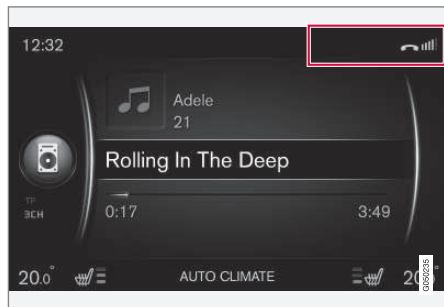 12:32
Adele
21
Rolling In The Deep
TP
3CH
0:17
3:49
20.0°
AUTO CLIMATE
20
G050235